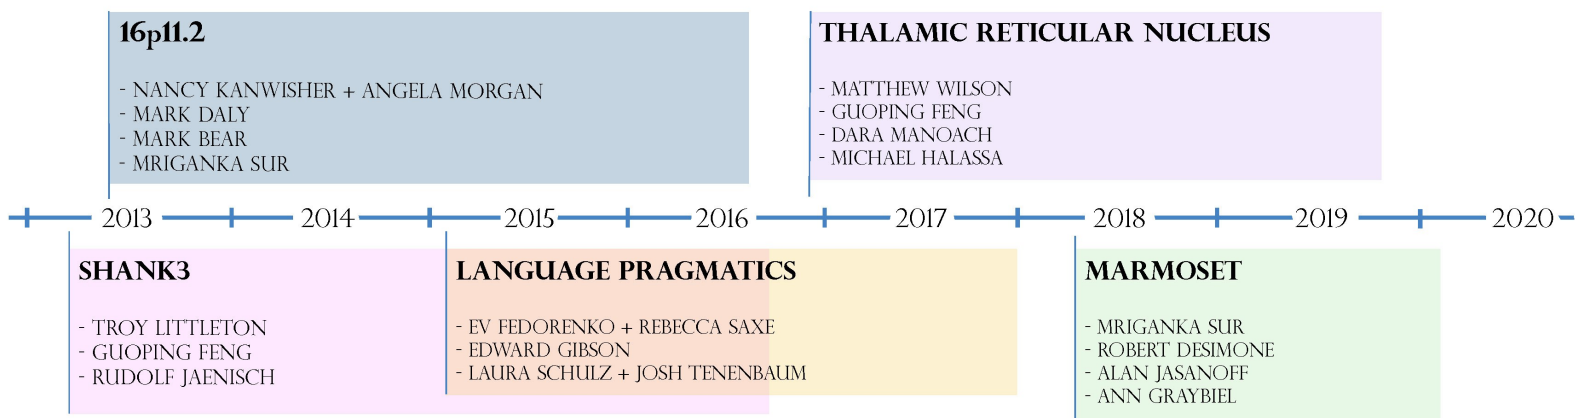 16p11.2
- NANCY KANWISHER + ANGELA MORGAN
- MARK DALY
- MARK BEAR
- MRIGANKA SUR
THALAMIC RETICULAR NUCLEUS
- MATTHEW WILSON
- GUOPING FENG
- DARA MANOACH
- MICHAEL HALASSA
2013 2014 2015 2016 2017 2018 2019 2020
SHANK3
- TROY LITTLETON
- GUOPING FENG
- RUDOLF JAENISCH
LANGUAGE PRAGMATICS
- EV FEDORENKO + REBECCA SAXE
- EDWARD GIBSON
- LAURA SCHULZ + JOSH TENENBAUM
MARMOSET
- MRIGANKA SUR
- ROBERT DESIMONE
- ALAN JASANOFF
- ANN GRAYBIEL